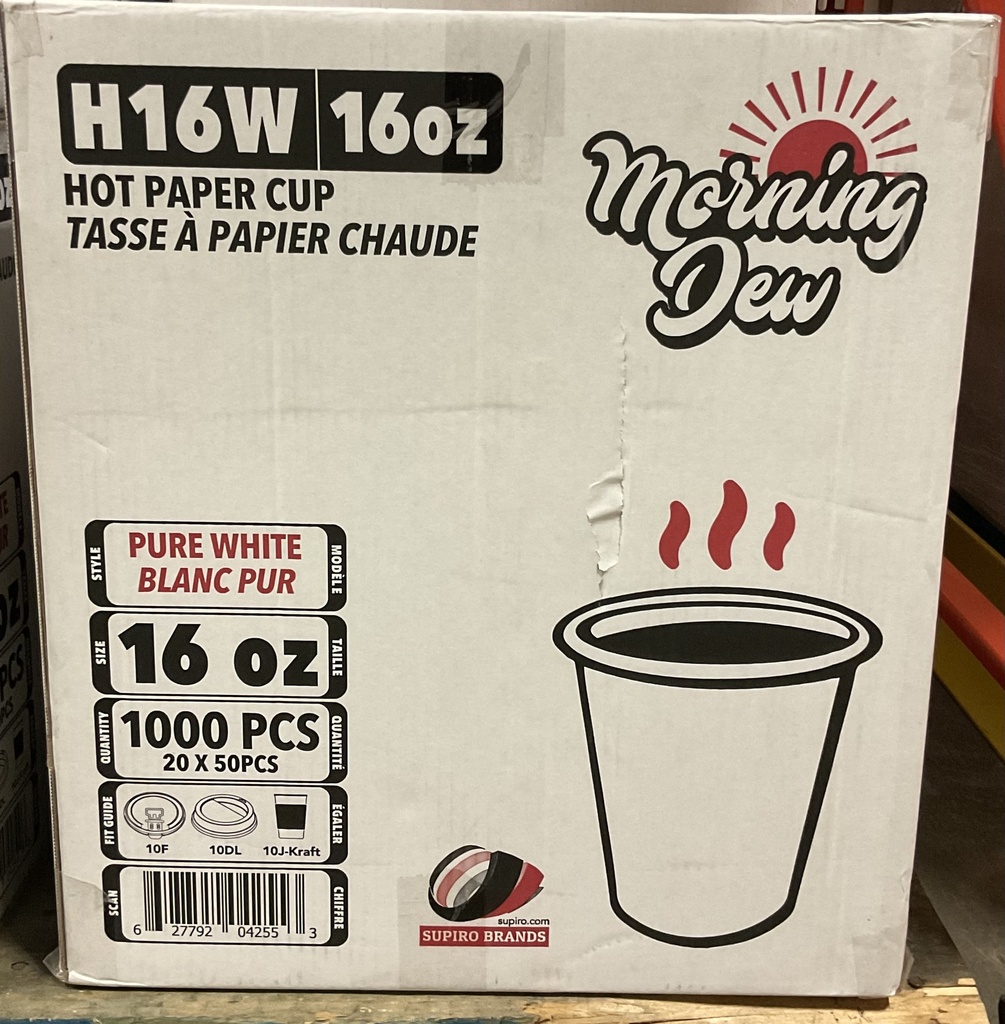 H16W 16oz
HOT PAPER CUP
TASSE À PAPIER CHAUDE
Morning
Dew
STYLE
PURE WHITE
BLANC PUR
MODÈLE
SIZE
16 oz
TAILLE
QUANTITY
1000 PCS
20 X 50PCS
QUANTITÉ
FIT GUIDE
10F 10DL 10J-Kraft
ÉGALER
SCAN
6 27792 04255 3
CHIFFRE
supiro.com
SUPIRO BRANDS